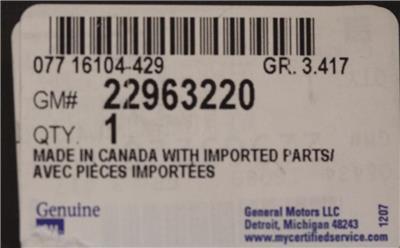 077 16104-429 GR. 3.417
GM# 22963220
QTY. 1
MADE IN CANADA WITH IMPORTED PARTS/
AVEC PIÈCES IMPORTÉES
Genuine
General Motors LLC
Detroit, Michigan 48243
www.mycertifiedservice.com
1207